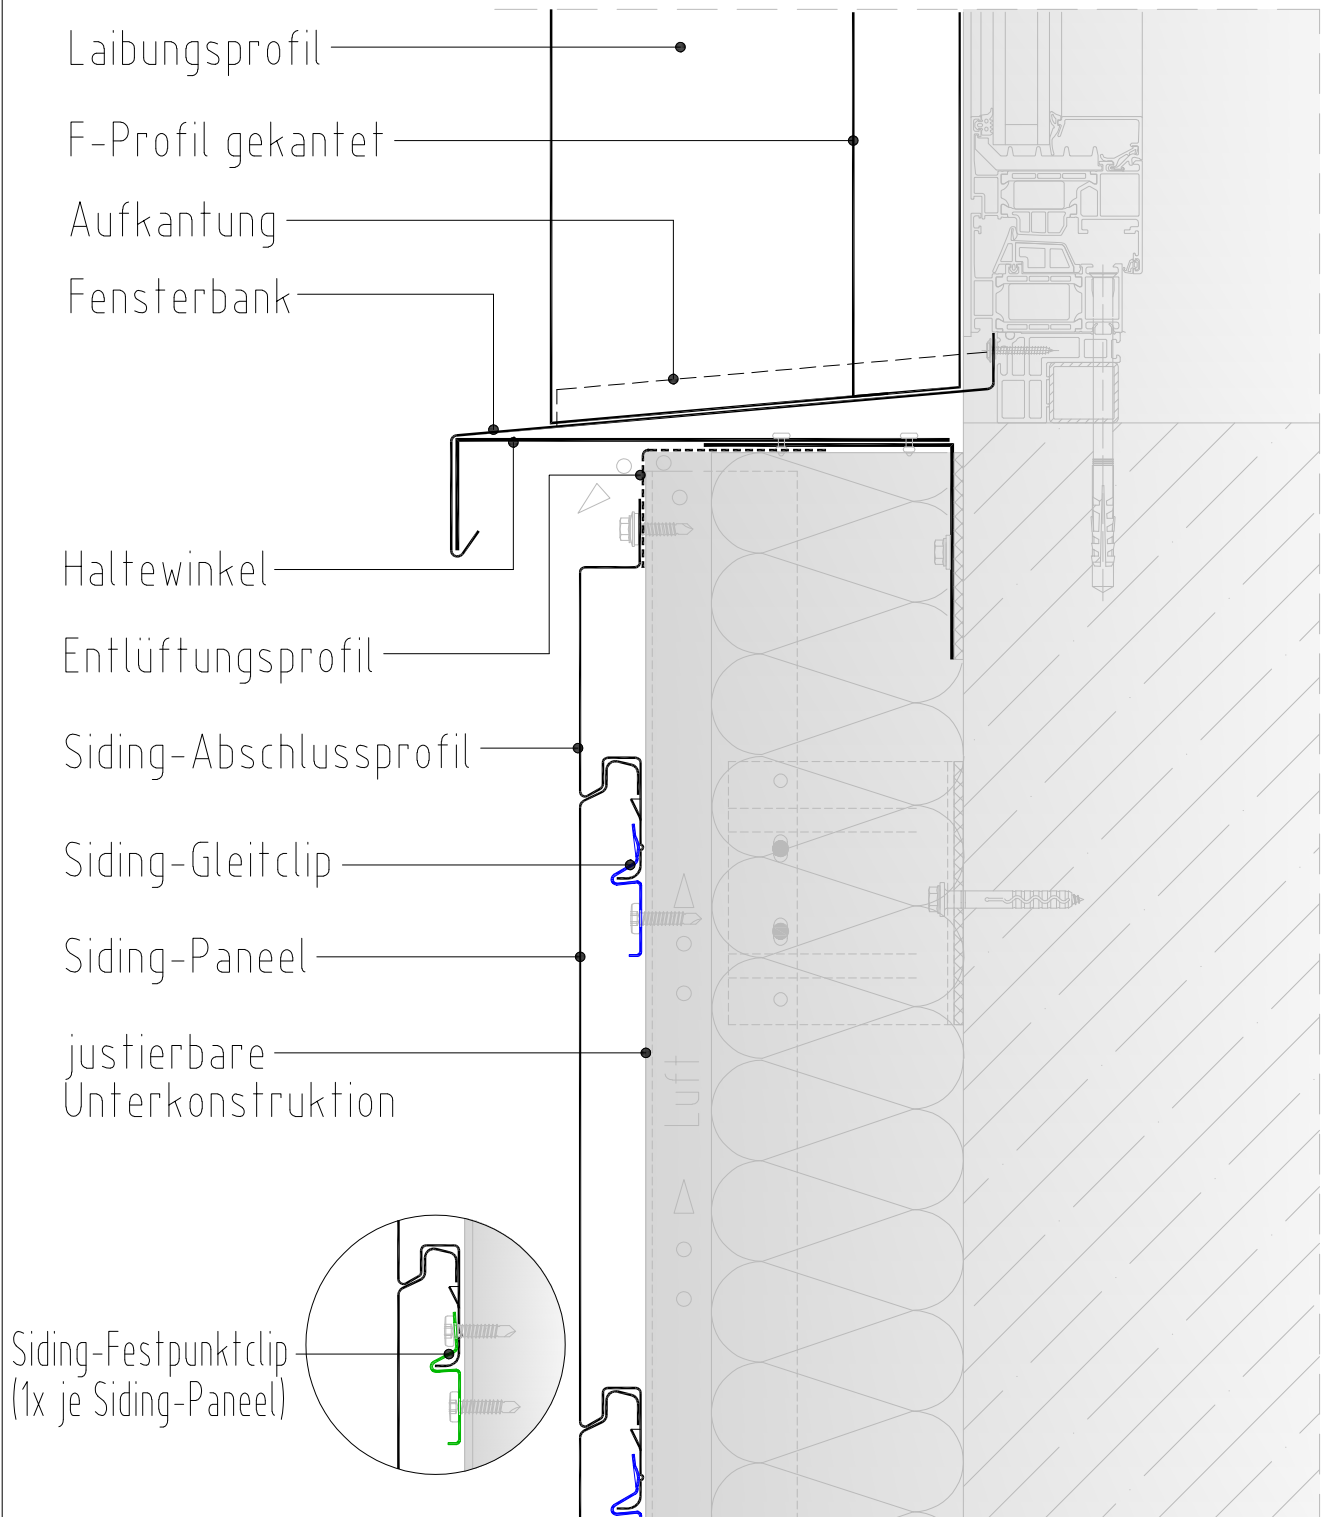 Laibungsprofil
F-Profil gekantet
Aufkantung
Fensterbank
Haltewinkel
Entlüftungsprofil
Siding-Abschlussprofil
Siding-Gleitclip
Siding-Paneel
justierbare
Unterkonstruktion
Luft
Siding-Festpunktclip
(1x je Siding-Paneel)